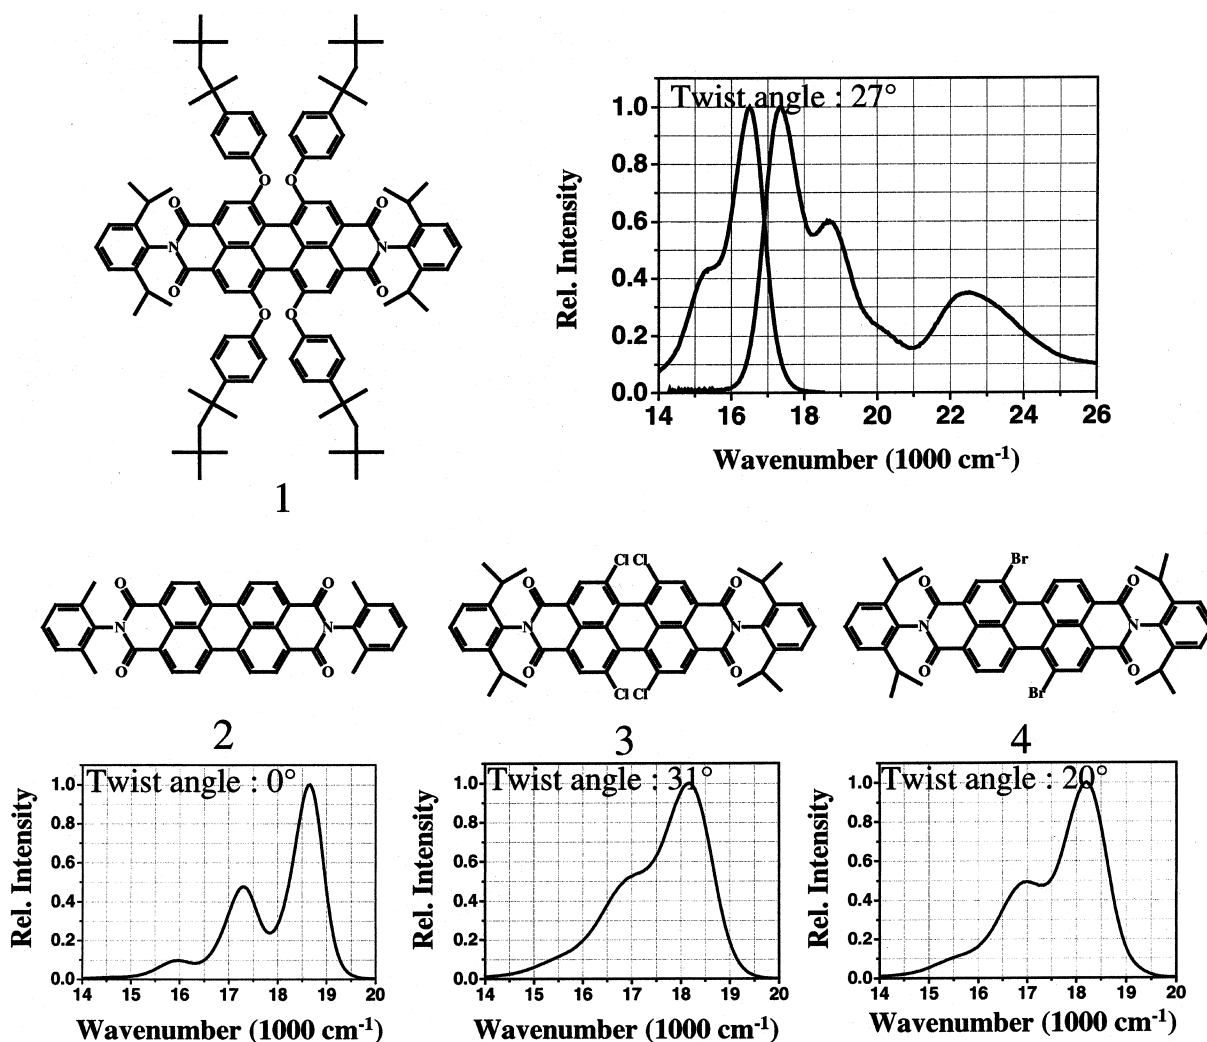 O
O
O
O
O
O
N
N
O
O
O
O
1
Twist angle : 27°
1.0
0.8
0.6
0.4
0.2
0.0
Rel. Intensity
14 16 18 20 22 24 26
Wavenumber (1000 cm-1)
O
O
N
N
O
O
2
Cl Cl
O
O
N
N
O
O
Cl Cl
3
Br
O
O
N
N
O
O
Br
4
Twist angle : 0°
1.0
0.8
0.6
0.4
0.2
0.0
Rel. Intensity
14 15 16 17 18 19 20
Wavenumber (1000 cm-1)
Twist angle : 31°
1.0
0.8
0.6
0.4
0.2
0.0
Rel. Intensity
14 15 16 17 18 19 20
Wavenumber (1000 cm-1)
Twist angle : 20°
1.0
0.8
0.6
0.4
0.2
0.0
Rel. Intensity
14 15 16 17 18 19 20
Wavenumber (1000 cm-1)